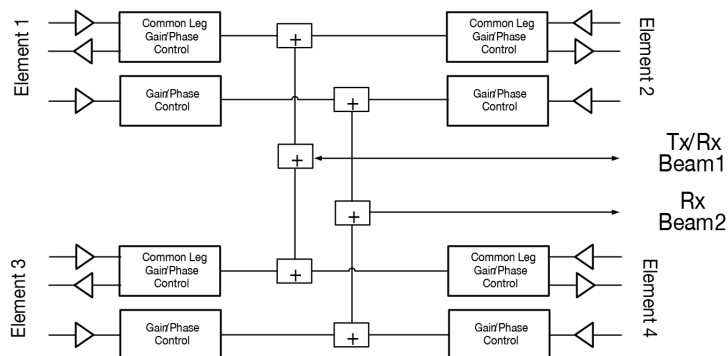 Element 1
Common Leg
Gain/Phase
Control
+
Common Leg
Gain/Phase
Control
Element 2
Gain/Phase
Control
+
Gain/Phase
Control
+
Tx/Rx
Beam1
+
Rx
Beam2
Element 3
Common Leg
Gain/Phase
Control
+
Common Leg
Gain/Phase
Control
Element 4
Gain/Phase
Control
+
Gain/Phase
Control